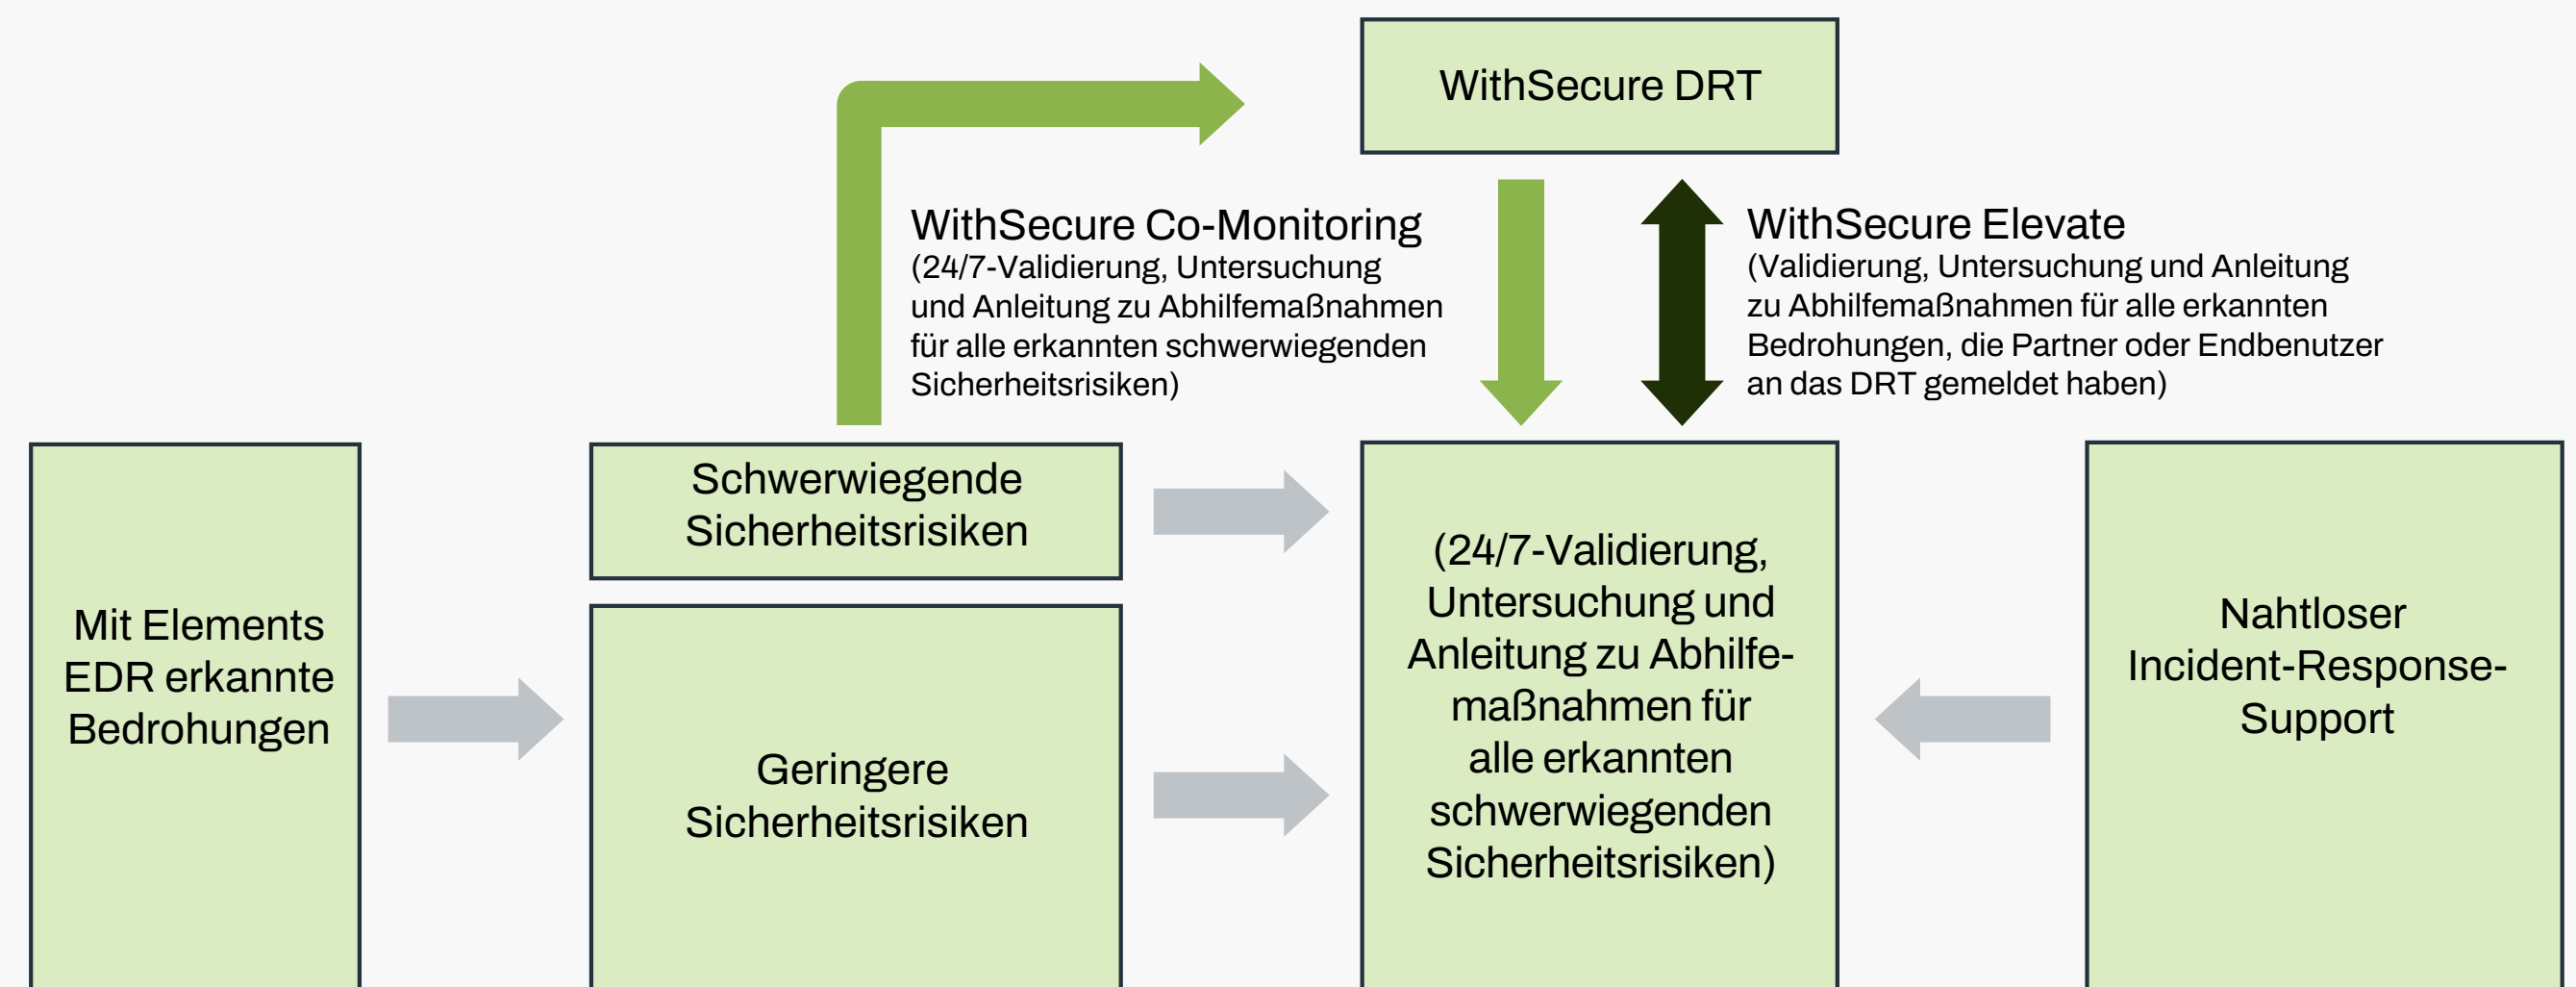 WithSecure DRT
WithSecure Co-Monitoring
(24/7-Validierung, Untersuchung
und Anleitung zu Abhilfemaßnahmen
für alle erkannten schwerwiegenden
Sicherheitsrisiken)
WithSecure Elevate
(Validierung, Untersuchung und Anleitung
zu Abhilfemaßnahmen für alle erkannten
Bedrohungen, die Partner oder Endbenutzer
an das DRT gemeldet haben)
Mit Elements
EDR erkannte
Bedrohungen
Schwerwiegende
Sicherheitsrisiken
Geringere
Sicherheitsrisiken
(24/7-Validierung,
Untersuchung und
Anleitung zu Abhilfe-
maßnahmen für
alle erkannten
schwerwiegenden
Sicherheitsrisiken)
Nahtloser
Incident-Response-
Support